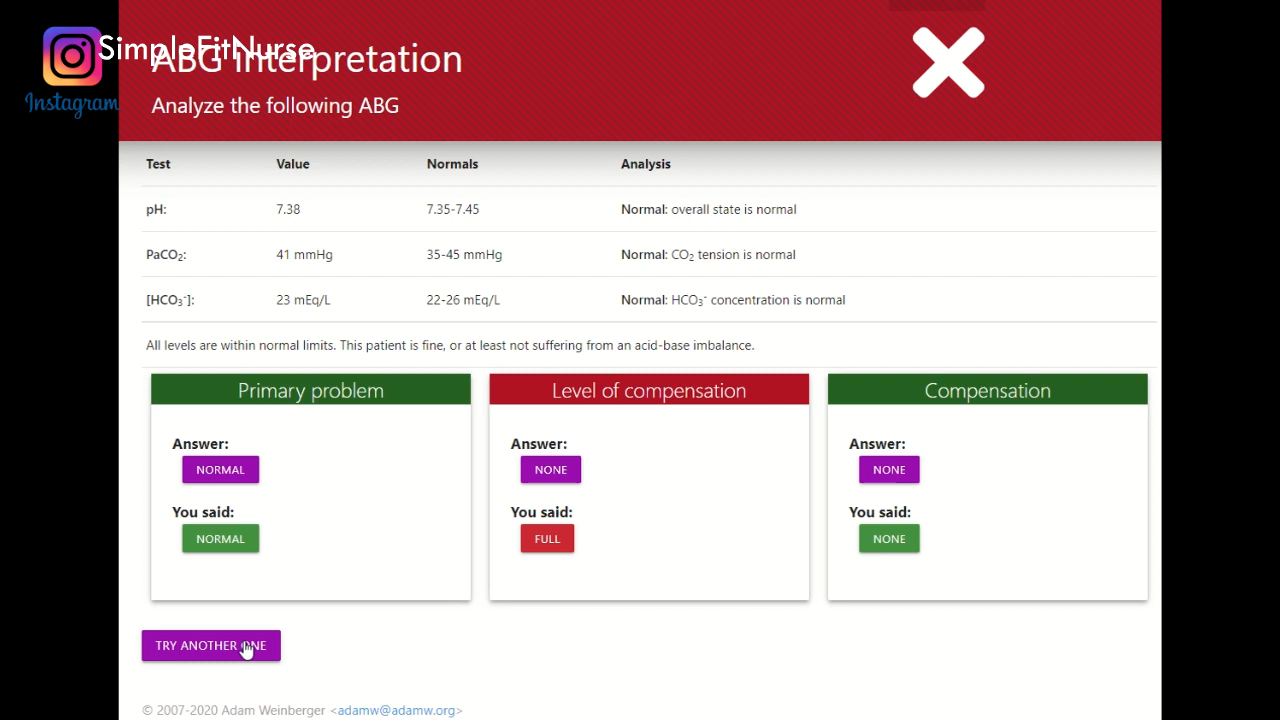 SimpleFitNurse
Instagram
ABG Interpretation
Analyze the following ABG
Test Value Normals Analysis
pH: 7.38 7.35-7.45 Normal: overall state is normal
PaCO₂: 41 mmHg 35-45 mmHg Normal: CO₂ tension is normal
[HCO₃⁻]: 23 mEq/L 22-26 mEq/L Normal: HCO₃⁻ concentration is normal
All levels are within normal limits. This patient is fine, or at least not suffering from an acid-base imbalance.
Primary problem Level of compensation Compensation
Answer: Answer: Answer:
NORMAL NONE NONE
You said: You said: You said:
NORMAL FULL NONE
TRY ANOTHER ONE
© 2007-2020 Adam Weinberger <adamw@adamw.org>